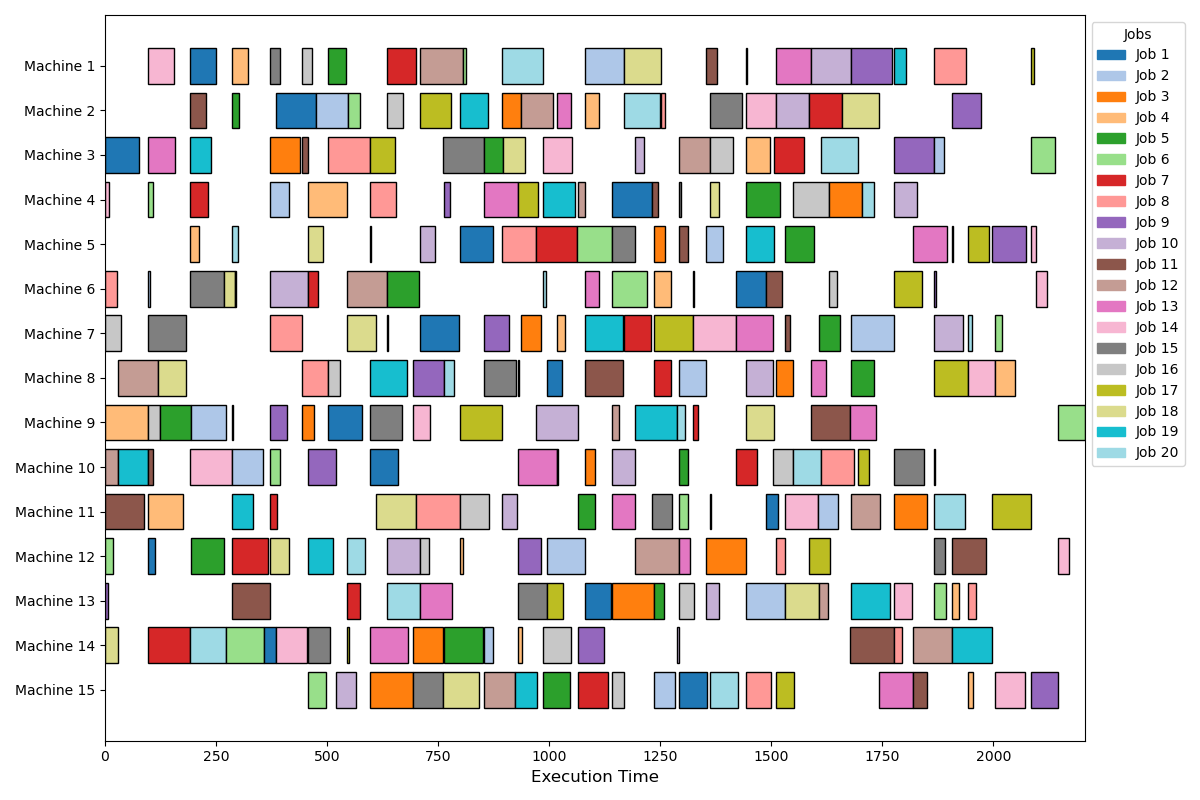 Machine 1
Machine 2
Machine 3
Machine 4
Machine 5
Machine 6
Machine 7
Machine 8
Machine 9
Machine 10
Machine 11
Machine 12
Machine 13
Machine 14
Machine 15
0 250 500 750 1000 1250 1500 1750 2000
Execution Time
Jobs
Job 1
Job 2
Job 3
Job 4
Job 5
Job 6
Job 7
Job 8
Job 9
Job 10
Job 11
Job 12
Job 13
Job 14
Job 15
Job 16
Job 17
Job 18
Job 19
Job 20